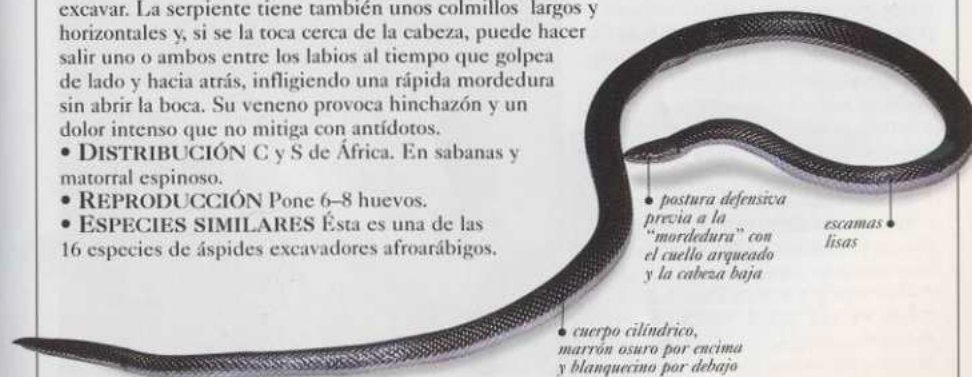 excavar. La serpiente tiene también unos colmillos largos y
horizontales y, si se la toca cerca de la cabeza, puede hacer
salir uno o ambos entre los labios al tiempo que golpea
de lado y hacia atrás, infligiendo una rápida mordedura
sin abrir la boca. Su veneno provoca hinchazón y un
dolor intenso que no mitiga con antídotos.
• DISTRIBUCIÓN C y S de África. En sabanas y
matorral espinoso.
• REPRODUCCIÓN Pone 6–8 huevos.
• ESPECIES SIMILARES Ésta es una de las
16 especies de áspides excavadores afroarábigos.
• postura defensiva
previa a la
"mordedura" con
el cuello arqueado
y la cabeza baja
escamas •
lisas
• cuerpo cilíndrico,
marrón osuro por encima
y blanquecino por debajo